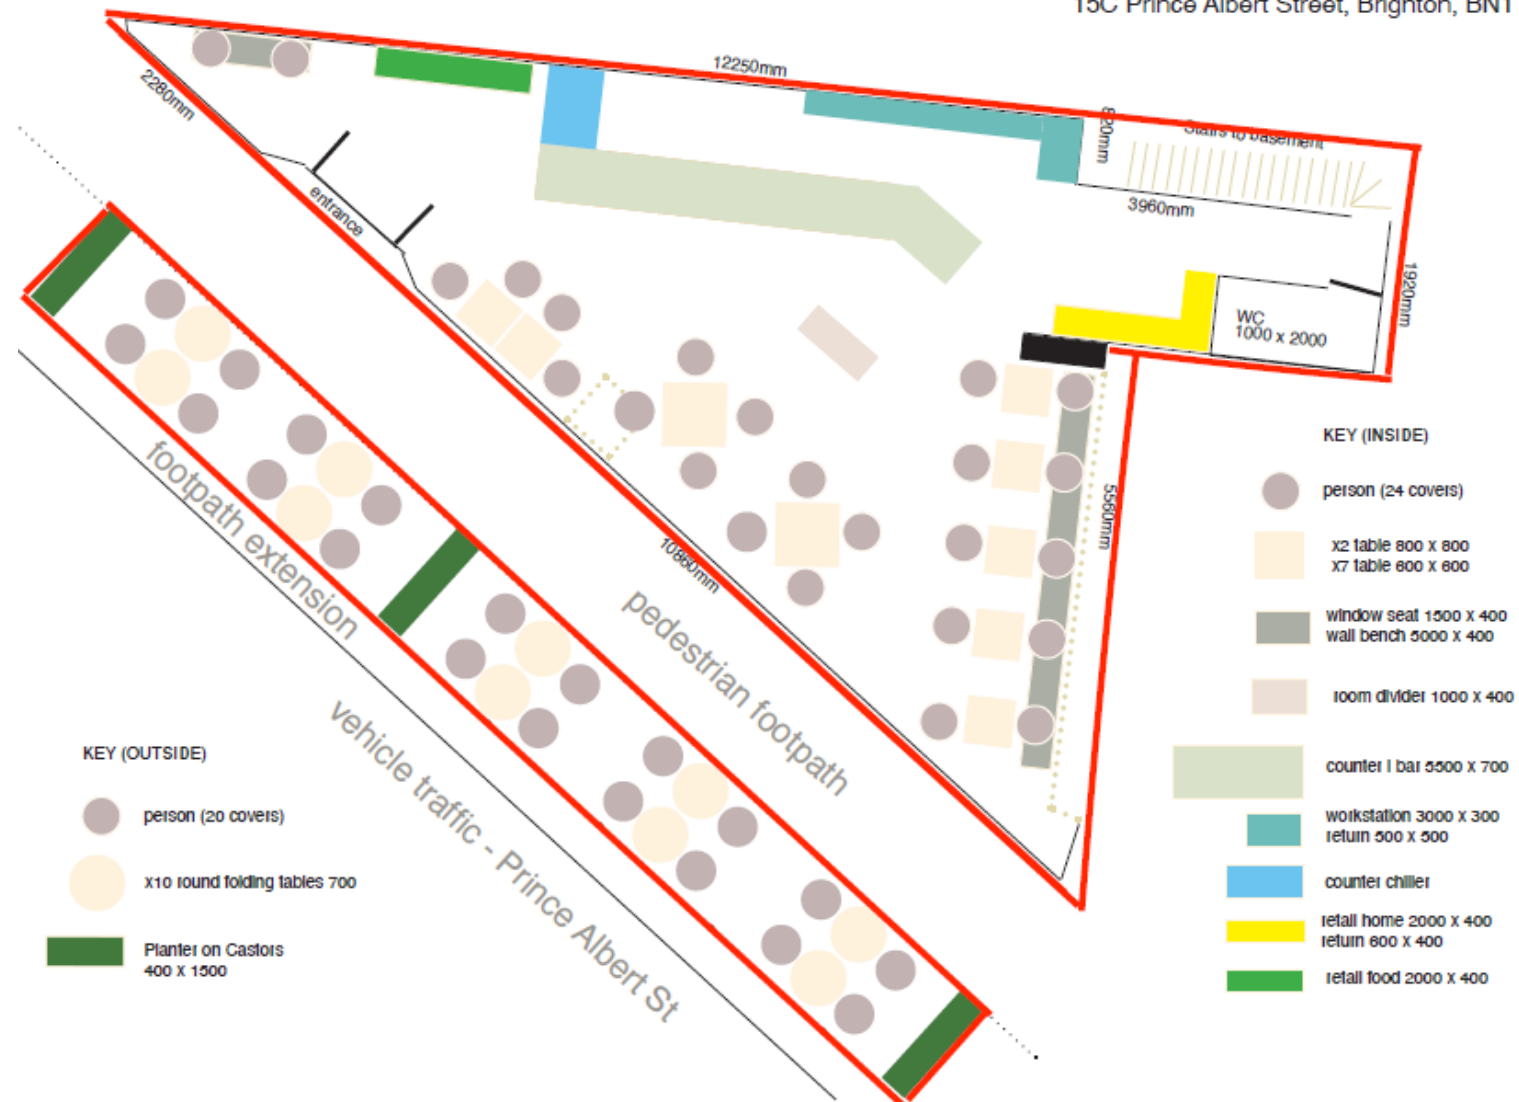 15C Prince Albert Street, Brighton, BN1
12250mm
2280mm
820mm
Stairs to basement
3960mm
entrance
1920mm
WC
1000 x 2000
5560mm
10860mm
footpath extension
pedestrian footpath
vehicle traffic - Prince Albert St
KEY (INSIDE)
person (24 covers)
x2 table 800 x 800
x7 table 600 x 600
window seat 1500 x 400
wall bench 5000 x 400
room divider 1000 x 400
counter | bar 5500 x 700
workstation 3000 x 300
return 500 x 500
counter chiller
retail home 2000 x 400
return 600 x 400
retail food 2000 x 400
KEY (OUTSIDE)
person (20 covers)
x10 round folding tables 700
Planter on Castors
400 x 1500